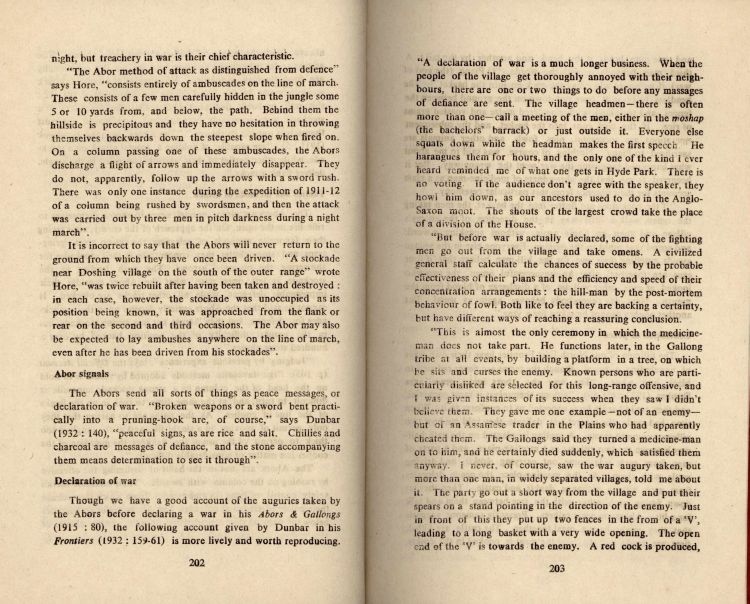 night, but treachery in war is their chief characteristic.
"The Abor method of attack as distinguished from defence"
says Hore, "consists entirely of ambuscades on the line of march.
These consists of a few men carefully hidden in the jungle some
5 or 10 yards from, and below, the path. Behind them the
hillside is precipitous and they have no hesitation in throwing
themselves backwards down the steepest slope when fired on.
On a column passing one of these ambuscades, the Abors
discharge a flight of arrows and immediately disappear. They
do not, apparently, follow up the arrows with a sword rush.
There was only one instance during the expedition of 1911-12
of a column being rushed by swordsmen, and then the attack
was carried out by three men in pitch darkness during a night
march".
It is incorrect to say that the Abors will never return to the
ground from which they have once been driven. "A stockade
near Doshing village on the south of the outer range" wrote
Hore, "was twice rebuilt after having been taken and destroyed :
in each case, however, the stockade was unoccupied as its
position being known, it was approached from the flank or
rear on the second and third occasions. The Abor may also
be expected to lay ambushes anywhere on the line of march,
even after he has been driven from his stockades".
Abor signals
The Abors send all sorts of things as peace messages, or
declaration of war. "Broken weapons or a sword bent practi-
cally into a pruning-hook are, of course," says Dunbar
(1932 : 140), "peaceful signs, as are rice and salt. Chillies and
charcoal are messages of defiance, and the stone accompanying
them means determination to see it through".
Declaration of war
Though we have a good account of the auguries taken by
the Abors before declaring a war in his Abors & Gallongs
(1915 : 80), the following account given by Dunbar in his
Frontiers (1932 : 159-61) is more lively and worth reproducing.
202
"A declaration of war is a much longer business. When the
people of the village get thoroughly annoyed with their neigh-
bours, there are one or two things to do before any massages
of defiance are sent. The village headmen—there is often
more than one—call a meeting of the men, either in the moshap
(the bachelors' barrack) or just outside it. Everyone else
squats down while the headman makes the first speech He
harangues them for hours, and the only one of the kind I ever
heard reminded me of what one gets in Hyde Park. There is
no voting. If the audience don't agree with the speaker, they
howl him down, as our ancestors used to do in the Anglo-
Saxon moot. The shouts of the largest crowd take the place
of a division of the House.
"But before war is actually declared, some of the fighting
men go out from the village and take omens. A civilized
general staff calculate the chances of success by the probable
effectiveness of their plans and the efficiency and speed of their
concentration arrangements : the hill-man by the post-mortem
behaviour of fowl. Both like to feel they are backing a certainty,
but have different ways of reaching a reassuring conclusion.
"This is almost the only ceremony in which the medicine-
man does not take part. He functions later, in the Gallong
tribe at all events, by building a platform in a tree, on which
he sits and curses the enemy. Known persons who are parti-
cularly disliked are selected for this long-range offensive, and
I was given instances of its success when they saw I didn't
believe them. They gave me one example—not of an enemy—
but of an Assamese trader in the Plains who had apparently
cheated them. The Gallongs said they turned a medicine-man
on to him, and he certainly died suddenly, which satisfied them
anyway. I never, of course, saw the war augury taken, but
more than one man, in widely separated villages, told me about
it. The party go out a short way from the village and put their
spears on a stand pointing in the direction of the enemy. Just
in front of this they put up two fences in the from of a 'V',
leading to a long basket with a very wide opening. The open
end of the 'V' is towards the enemy. A red cock is produced,
203